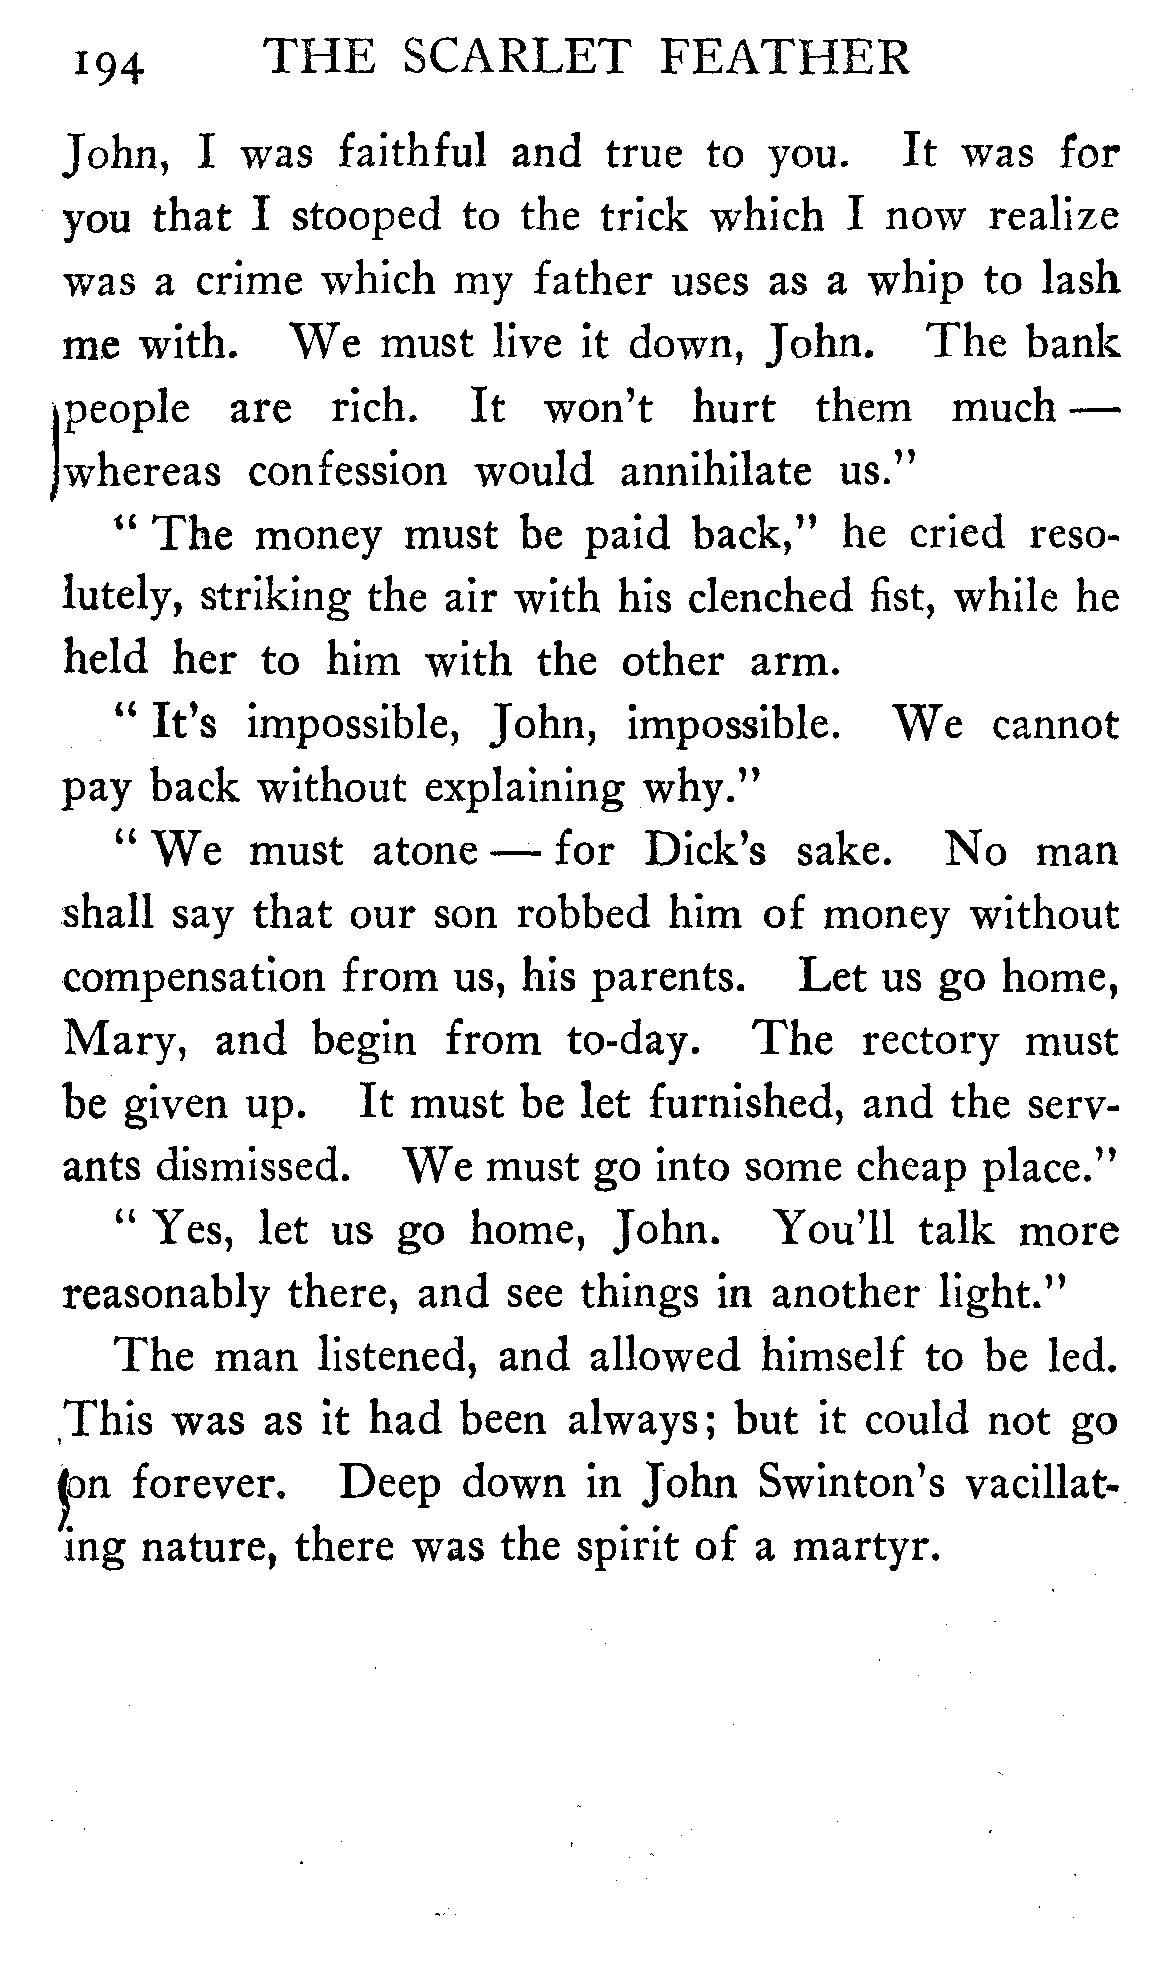 194 THE SCARLET FEATHER
John, I was faithful and true to you. It was for
you that I stooped to the trick which I now realize
was a crime which my father uses as a whip to lash
me with. We must live it down, John. The bank
people are rich. It won't hurt them much —
whereas confession would annihilate us."
" The money must be paid back," he cried reso-
lutely, striking the air with his clenched fist, while he
held her to him with the other arm.
" It's impossible, John, impossible. We cannot
pay back without explaining why."
" We must atone — for Dick's sake. No man
shall say that our son robbed him of money without
compensation from us, his parents. Let us go home,
Mary, and begin from to-day. The rectory must
be given up. It must be let furnished, and the serv-
ants dismissed. We must go into some cheap place."
" Yes, let us go home, John. You'll talk more
reasonably there, and see things in another light."
The man listened, and allowed himself to be led.
This was as it had been always; but it could not go
on forever. Deep down in John Swinton's vacillat-
ing nature, there was the spirit of a martyr.